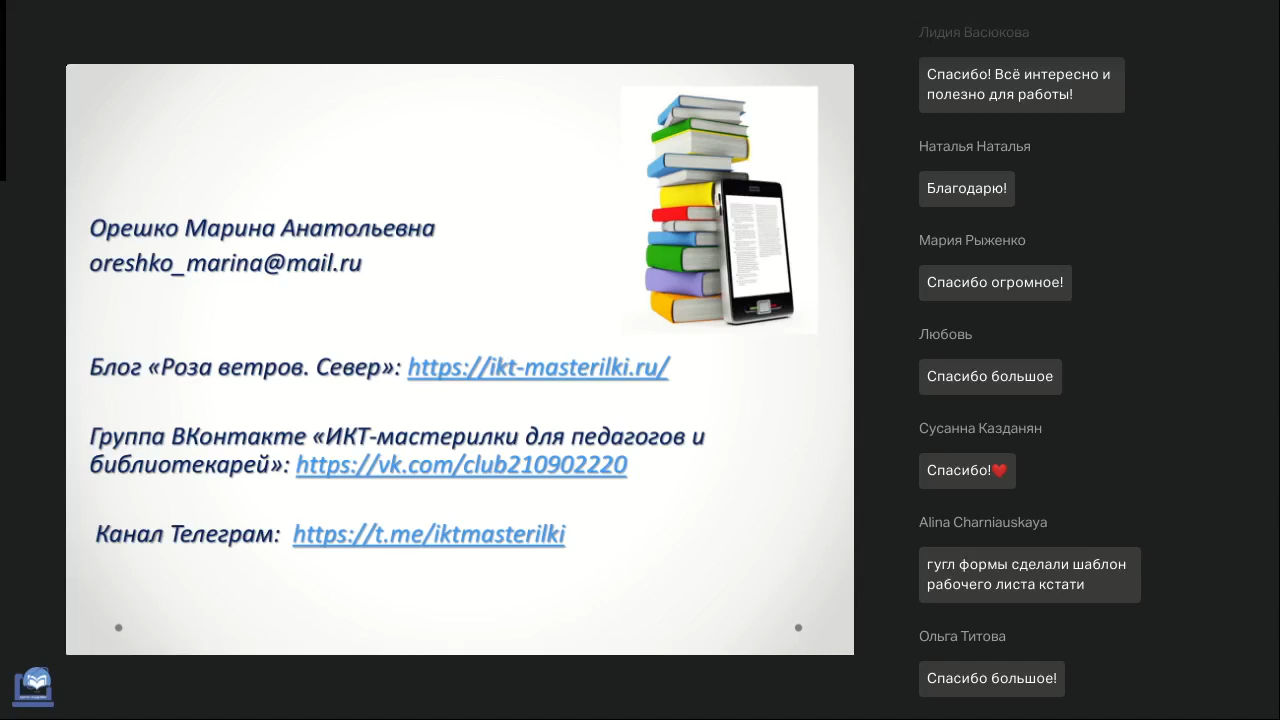 Орешко Марина Анатольевна
oreshko_marina@mail.ru
Блог «Роза ветров. Север»: https://ikt-masterilki.ru/
Группа ВКонтакте «ИКТ-мастерилки для педагогов и
библиотекарей»: https://vk.com/club210902220
Канал Телеграм: https://t.me/iktmasterilki
Лидия Васюкова
Спасибо! Всё интересно и
полезно для работы!
Наталья Наталья
Благодарю!
Мария Рыженко
Спасибо огромное!
Любовь
Спасибо большое
Сусанна Казданян
Спасибо!❤️
Alina Charniauskaya
гугл формы сделали шаблон
рабочего листа кстати
Ольга Титова
Спасибо большое!